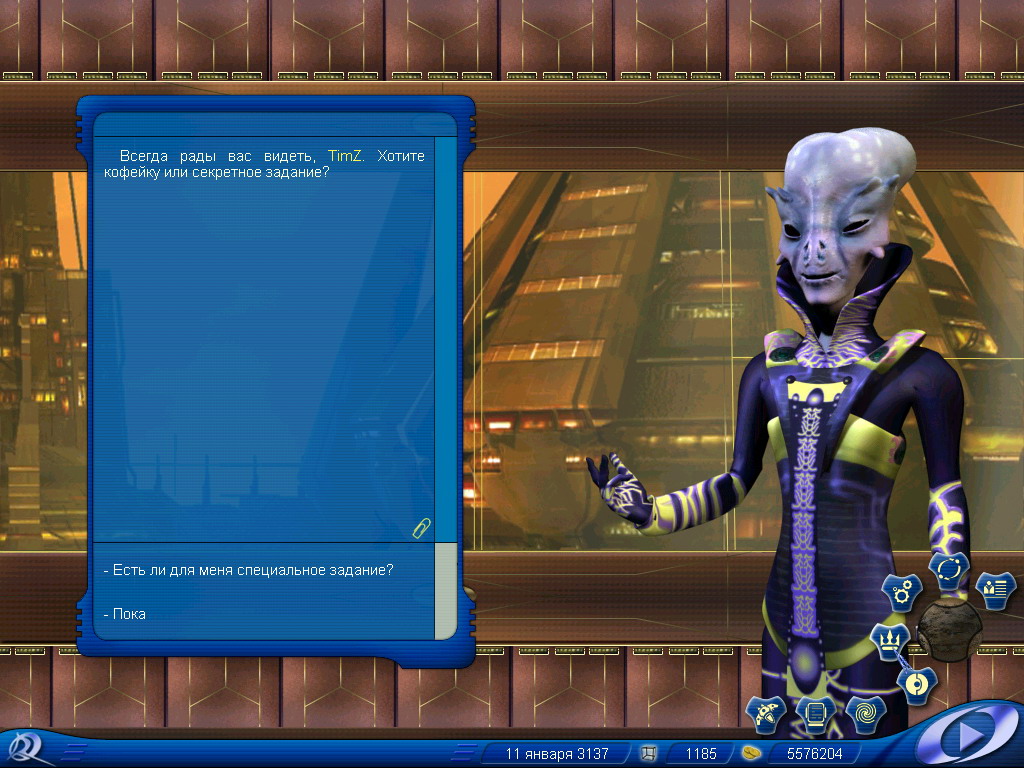 Всегда рады вас видеть, TimZ. Хотите
кофейку или секретное задание?
- Есть ли для меня специальное задание?
- Пока
11 января 3137
1185
5576204